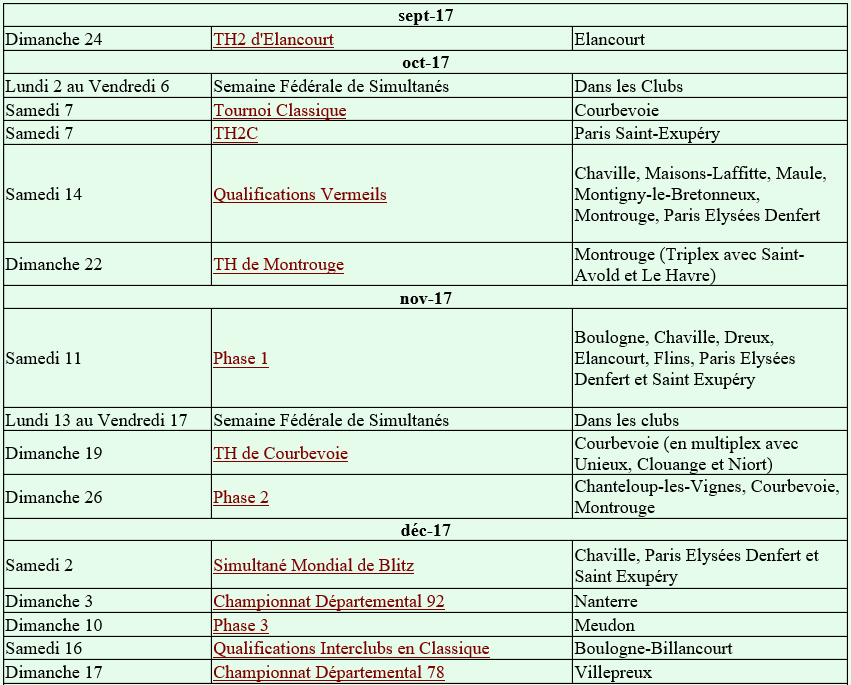 sept-17
Dimanche 24 TH2 d'Elancourt Elancourt
oct-17
Lundi 2 au Vendredi 6 Semaine Fédérale de Simultanés Dans les Clubs
Samedi 7 Tournoi Classique Courbevoie
Samedi 7 TH2C Paris Saint-Exupéry
Samedi 14 Qualifications Vermeils Chaville, Maisons-Laffitte, Maule,
Montigny-le-Bretonneux,
Montrouge, Paris Elysées Denfert
Dimanche 22 TH de Montrouge Montrouge (Triplex avec Saint-
Avold et Le Havre)
nov-17
Samedi 11 Phase 1 Boulogne, Chaville, Dreux,
Elancourt, Flins, Paris Elysées
Denfert et Saint Exupéry
Lundi 13 au Vendredi 17 Semaine Fédérale de Simultanés Dans les clubs
Dimanche 19 TH de Courbevoie Courbevoie (en multiplex avec
Unieux, Clouange et Niort)
Dimanche 26 Phase 2 Chanteloup-les-Vignes, Courbevoie,
Montrouge
déc-17
Samedi 2 Simultané Mondial de Blitz Chaville, Paris Elysées Denfert et
Saint Exupéry
Dimanche 3 Championnat Départemental 92 Nanterre
Dimanche 10 Phase 3 Meudon
Samedi 16 Qualifications Interclubs en Classique Boulogne-Billancourt
Dimanche 17 Championnat Départemental 78 Villepreux